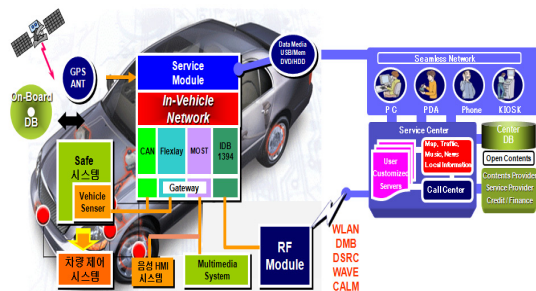 GPS
ANT
On-Board
DB
Service
Module
Data Media
USB/Mem
DVD/HDD
In-Vehicle
Network
CAN
Flexlay
MOST
IDB
1394
Gateway
Safe
시스템
Vehicle
Senser
차량 제어
시스템
음성 HMI
시스템
Multimedia
System
RF
Module
WLAN
DMB
DSRC
WAVE
CALM
Seamless Network
PC
PDA
Phone
KIOSK
Service Center
User
Customized
Servers
Map, Traffic,
Music, News
Local Information
Call Center
Center
DB
Open Contents
Contents Provider
Service Provider
Credit / Finance